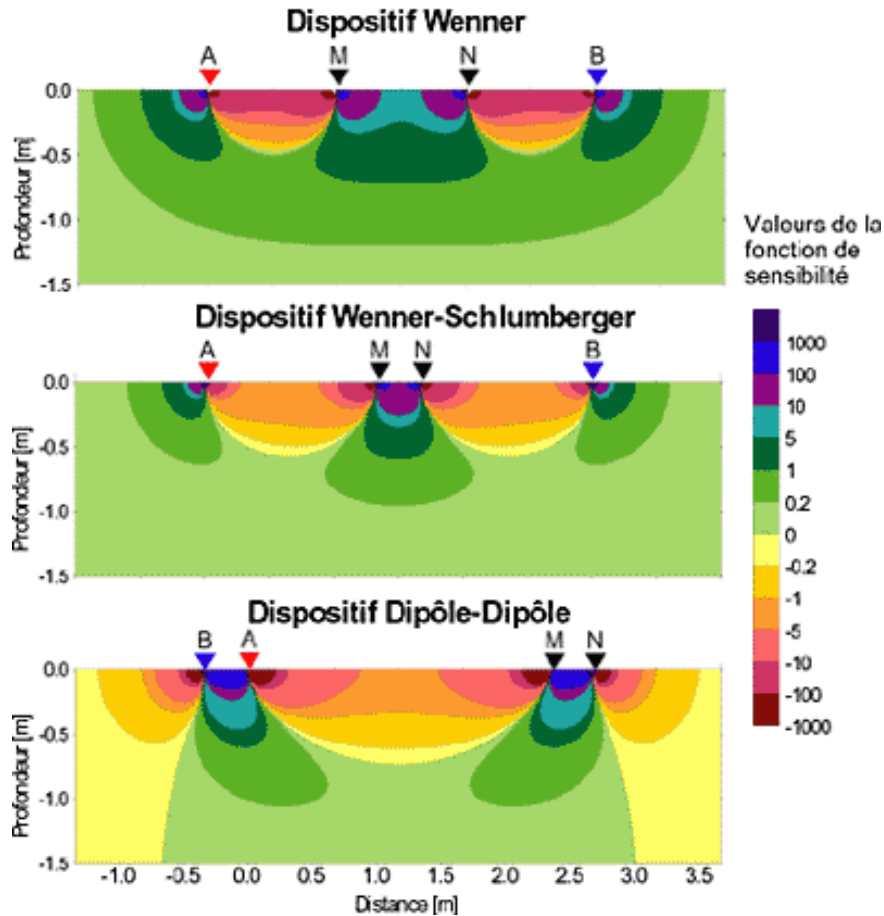 Dispositif Wenner
A M N B
0.0
-0.5
-1.0
-1.5
Profondeur [m]
Dispositif Wenner-Schlumberger
A M N B
0.0
-0.5
-1.0
-1.5
Profondeur [m]
Dispositif Dipôle-Dipôle
B A M N
0.0
-0.5
-1.0
-1.5
Profondeur [m]
-1.0 -0.5 0.0 0.5 1.0 1.5 2.0 2.5 3.0 3.5
Distance [m]
Valours de la
fonction de
sensibilité
1000
100
10
5
1
0.2
0
-0.2
-1
-5
-10
-100
-1000